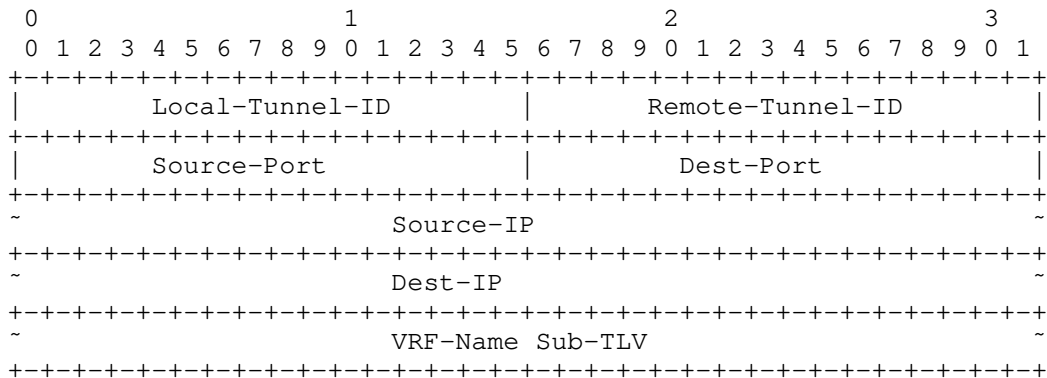 0                   1                   2                   3
 0 1 2 3 4 5 6 7 8 9 0 1 2 3 4 5 6 7 8 9 0 1 2 3 4 5 6 7 8 9 0 1
+-+-+-+-+-+-+-+-+-+-+-+-+-+-+-+-+-+-+-+-+-+-+-+-+-+-+-+-+-+-+-+-+
|        Local-Tunnel-ID        |       Remote-Tunnel-ID        |
+-+-+-+-+-+-+-+-+-+-+-+-+-+-+-+-+-+-+-+-+-+-+-+-+-+-+-+-+-+-+-+-+
|        Source-Port            |         Dest-Port             |
+-+-+-+-+-+-+-+-+-+-+-+-+-+-+-+-+-+-+-+-+-+-+-+-+-+-+-+-+-+-+-+-+
~                       Source-IP                               ~
+-+-+-+-+-+-+-+-+-+-+-+-+-+-+-+-+-+-+-+-+-+-+-+-+-+-+-+-+-+-+-+-+
~                       Dest-IP                                 ~
+-+-+-+-+-+-+-+-+-+-+-+-+-+-+-+-+-+-+-+-+-+-+-+-+-+-+-+-+-+-+-+-+
~                       VRF-Name Sub-TLV                        ~
+-+-+-+-+-+-+-+-+-+-+-+-+-+-+-+-+-+-+-+-+-+-+-+-+-+-+-+-+-+-+-+-+